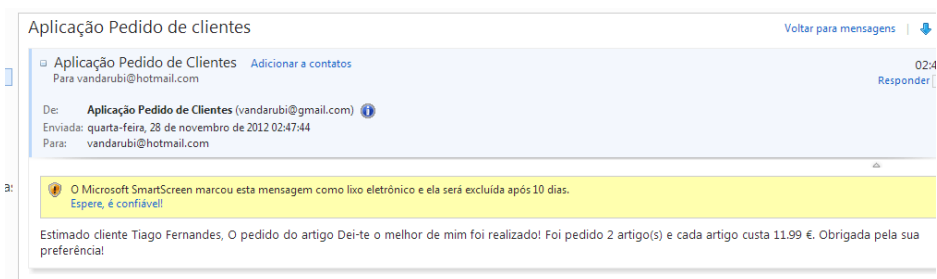 Aplicação Pedido de clientes
Voltar para mensagens |
Aplicação Pedido de Clientes Adicionar a contatos
02:4
Para vandarubi@hotmail.com
Responder
De: Aplicação Pedido de Clientes (vandarubi@gmail.com)
Enviada: quarta-feira, 28 de novembro de 2012 02:47:44
Para: vandarubi@hotmail.com
O Microsoft SmartScreen marcou esta mensagem como lixo eletrônico e ela será excluída após 10 dias.
Espere, é confiável!
Estimado cliente Tiago Fernandes, O pedido do artigo Dei-te o melhor de mim foi realizado! Foi pedido 2 artigo(s) e cada artigo custa 11.99 €. Obrigada pela sua
preferência!